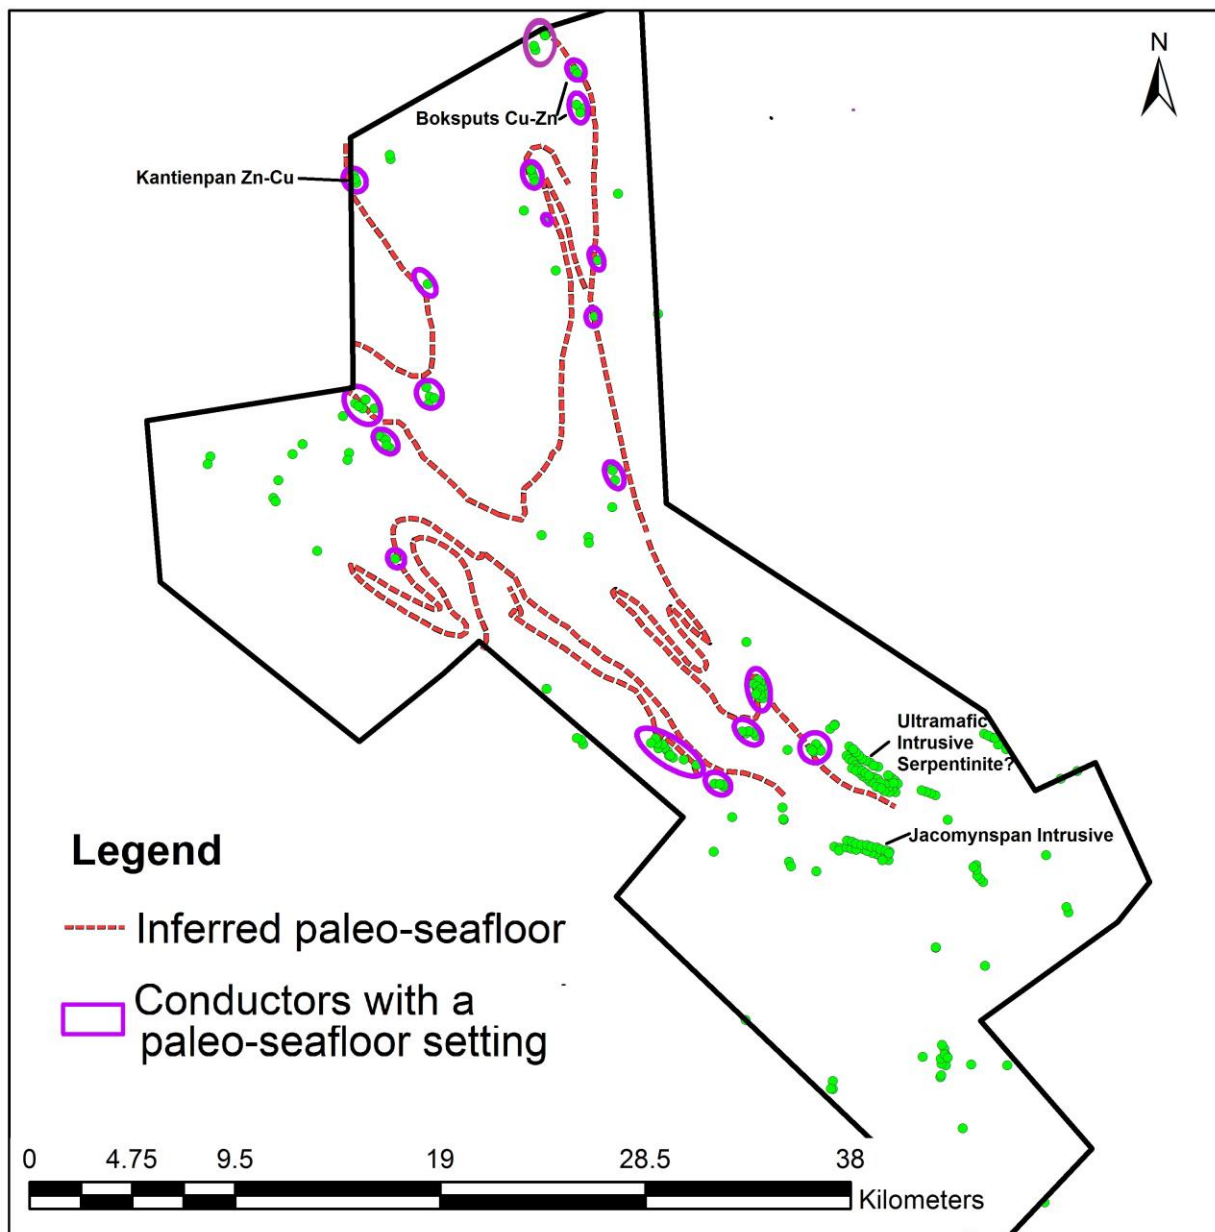 N
Boksputs Cu-Zn
Kantienpan Zn-Cu
Ultramafic
Intrusive
Serpentinite?
Jacomynspan Intrusive
Legend
Inferred paleo-seafloor
Conductors with a
paleo-seafloor setting
0 4.75 9.5 19 28.5 38
Kilometers